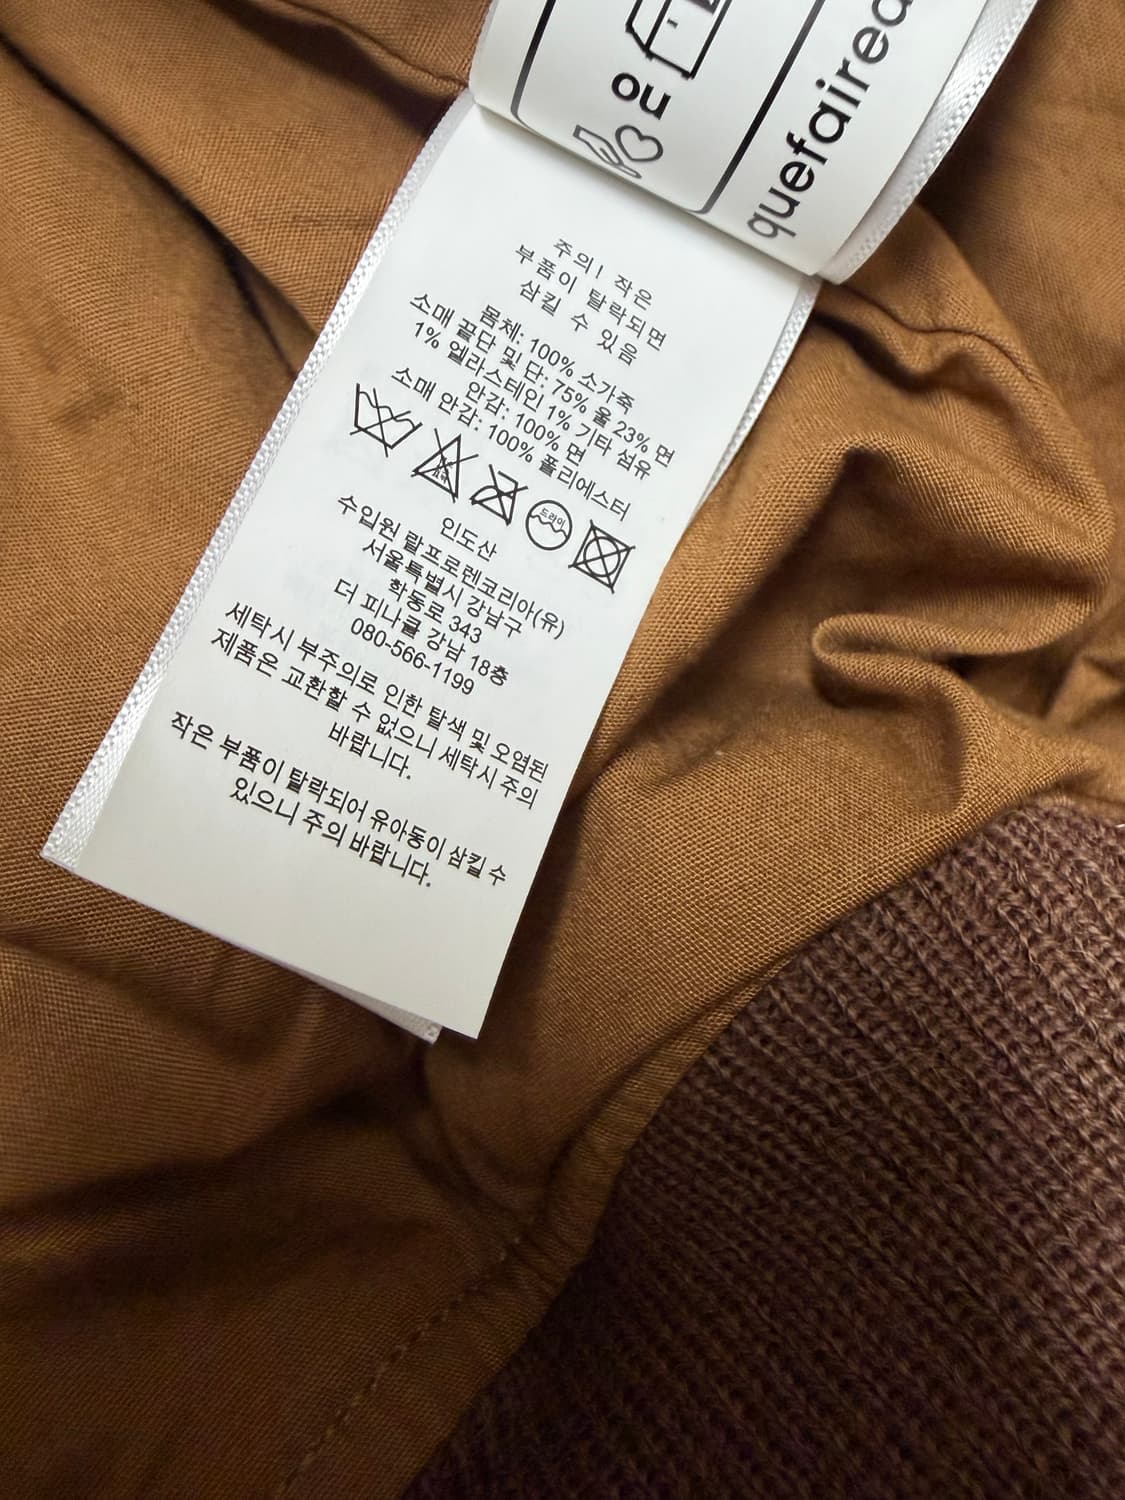 OU
quefaired
주의! 작은
부품이 탈락되면
삼킬 수 있음
몸체: 100% 소가죽
소매 끝단 및 단: 75% 울 23% 면
1% 엘라스테인 1% 기타 섬유
안감: 100% 면
소매 안감: 100% 폴리에스터
드라이
인도산
수입원 랄프로렌코리아(유)
서울특별시 강남구
학동로 343
더 피나클 강남 18층
080-566-1199
세탁시 부주의로 인한 탈색 및 오염된
제품은 교환할 수 없으니 세탁시 주의
바랍니다.
작은 부품이 탈락되어 유아동이 삼킬 수
있으니 주의 바랍니다.